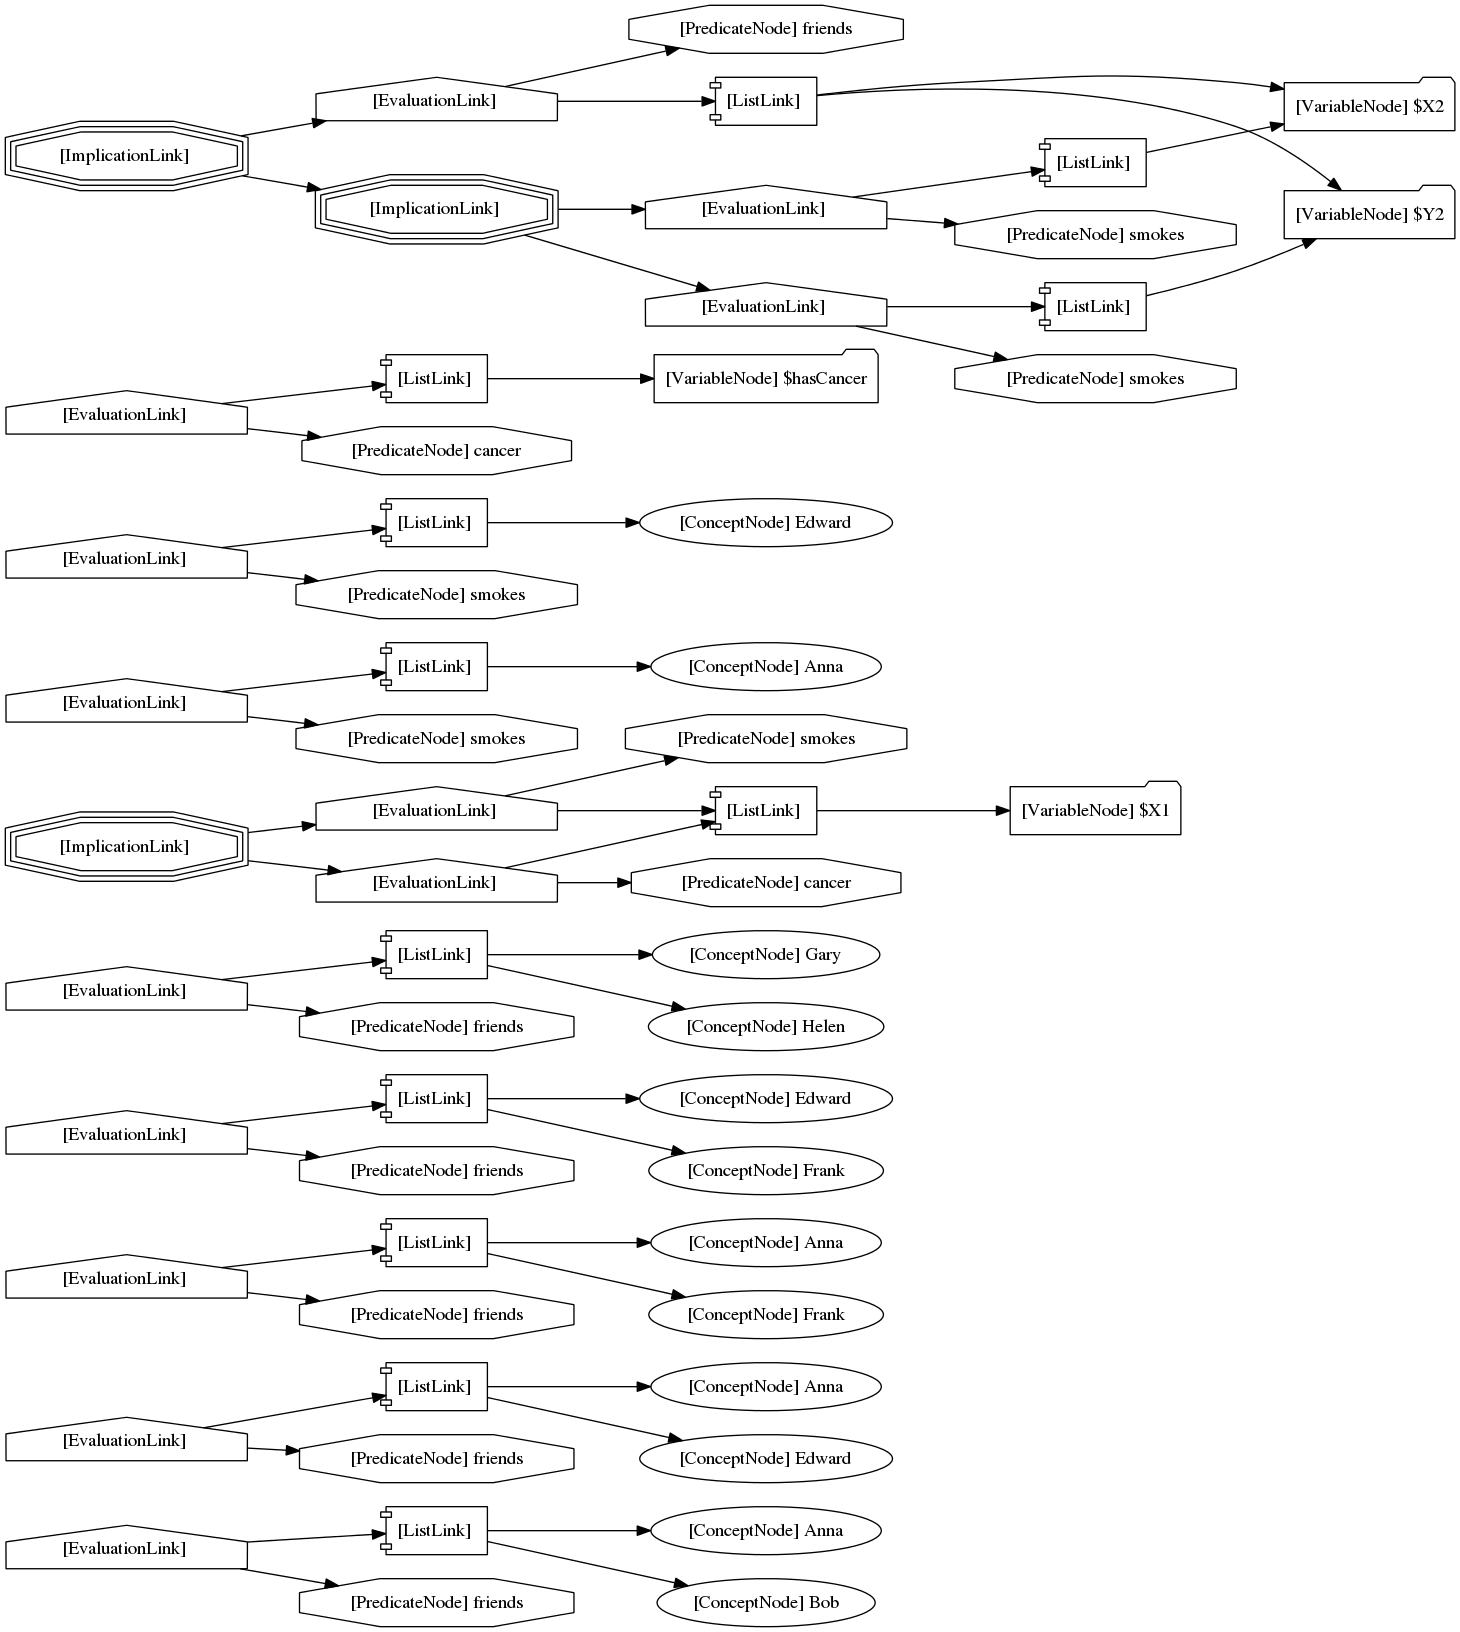 [PredicateNode] friends
[EvaluationLink]
[ListLink]
[VariableNode] $X2
[ImplicationLink]
[ListLink]
[ImplicationLink]
[EvaluationLink]
[VariableNode] $Y2
[PredicateNode] smokes
[EvaluationLink]
[ListLink]
[PredicateNode] smokes
[ListLink]
[VariableNode] $hasCancer
[EvaluationLink]
[PredicateNode] cancer
[ListLink]
[ConceptNode] Edward
[EvaluationLink]
[PredicateNode] smokes
[ListLink]
[ConceptNode] Anna
[EvaluationLink]
[PredicateNode] smokes
[PredicateNode] smokes
[EvaluationLink]
[ListLink]
[VariableNode] $X1
[ImplicationLink]
[EvaluationLink]
[PredicateNode] cancer
[ListLink]
[ConceptNode] Gary
[EvaluationLink]
[PredicateNode] friends
[ConceptNode] Helen
[ListLink]
[ConceptNode] Edward
[EvaluationLink]
[PredicateNode] friends
[ConceptNode] Frank
[ListLink]
[ConceptNode] Anna
[EvaluationLink]
[PredicateNode] friends
[ConceptNode] Frank
[ListLink]
[ConceptNode] Anna
[EvaluationLink]
[PredicateNode] friends
[ConceptNode] Edward
[ListLink]
[ConceptNode] Anna
[EvaluationLink]
[PredicateNode] friends
[ConceptNode] Bob